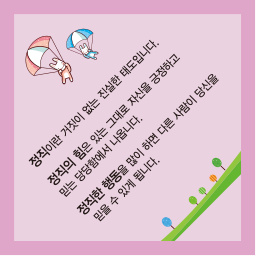 정직이란 거짓이 없는 진실한 태도입니다.
정직의 힘은 있는 그대로 자신을 긍정하고
믿는 당당함에서 나옵니다.
정직한 행동을 많이 하면 다른 사람이 당신을
믿을 수 있게 됩니다.